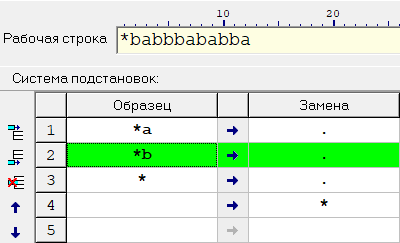 10 20
Рабочая строка *babbbababba
Система подстановок:
Образец Замена
1 *a → .
2 *b → .
3 * → .
4 → *
5 →